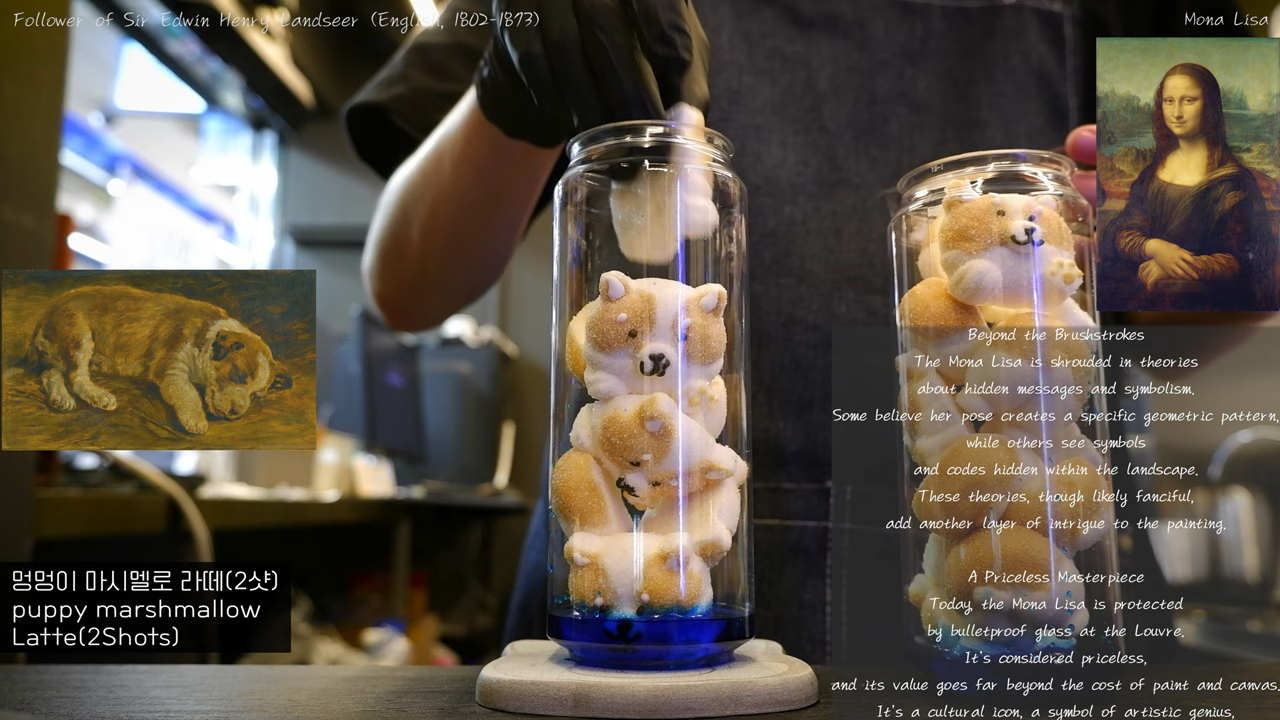 Follower of Sir Edwin Henry Landseer (English, 1802-1873)
Mona Lisa
Beyond the Brushstrokes
The Mona Lisa is shrouded in theories
about hidden messages and symbolism.
Some believe her pose creates a specific geometric pattern,
while others see symbols
and codes hidden within the landscape.
These theories, though likely fanciful,
add another layer of intrigue to the painting.
A Priceless Masterpiece
Today, the Mona Lisa is protected
by bulletproof glass at the Louvre.
It's considered priceless,
and its value goes far beyond the cost of paint and canvas.
It's a cultural icon, a symbol of artistic genius,
멍멍이 마시멜로 라떼(2샷)
puppy marshmallow
Latte(2Shots)